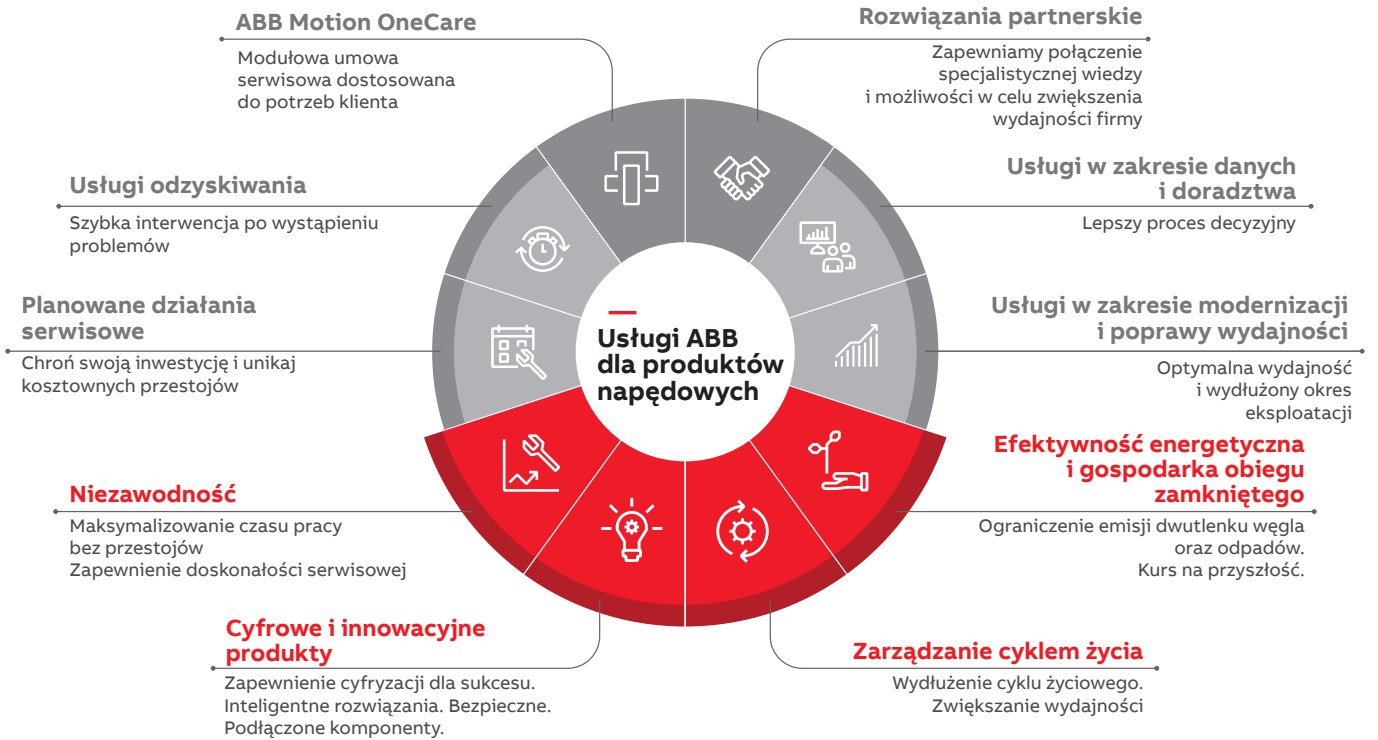 ABB Motion OneCare
Modułowa umowa
serwisowa dostosowana
do potrzeb klienta
Rozwiązania partnerskie
Zapewniamy połączenie
specjalistycznej wiedzy
i możliwości w celu zwiększenia
wydajności firmy
Usługi odzyskiwania
Szybka interwencja po wystąpieniu
problemów
Usługi w zakresie danych
i doradztwa
Lepszy proces decyzyjny
Planowane działania
serwisowe
Chroń swoją inwestycję i unikaj
kosztownych przestojów
Usługi ABB
dla produktów
napędowych
Usługi w zakresie modernizacji
i poprawy wydajności
Optymalna wydajność
i wydłużony okres
eksploatacji
Niezawodność
Maksymalizowanie czasu pracy
bez przestojów
Zapewnienie doskonałości serwisowej
Efektywność energetyczna
i gospodarka obiegu
zamkniętego
Ograniczenie emisji dwutlenku węgla
oraz odpadów.
Kurs na przyszłość.
Cyfrowe i innowacyjne
produkty
Zapewnienie cyfryzacji dla sukcesu.
Inteligentne rozwiązania. Bezpieczne.
Podłączone komponenty.
Zarządzanie cyklem życia
Wydłużenie cyklu życiowego.
Zwiększanie wydajności